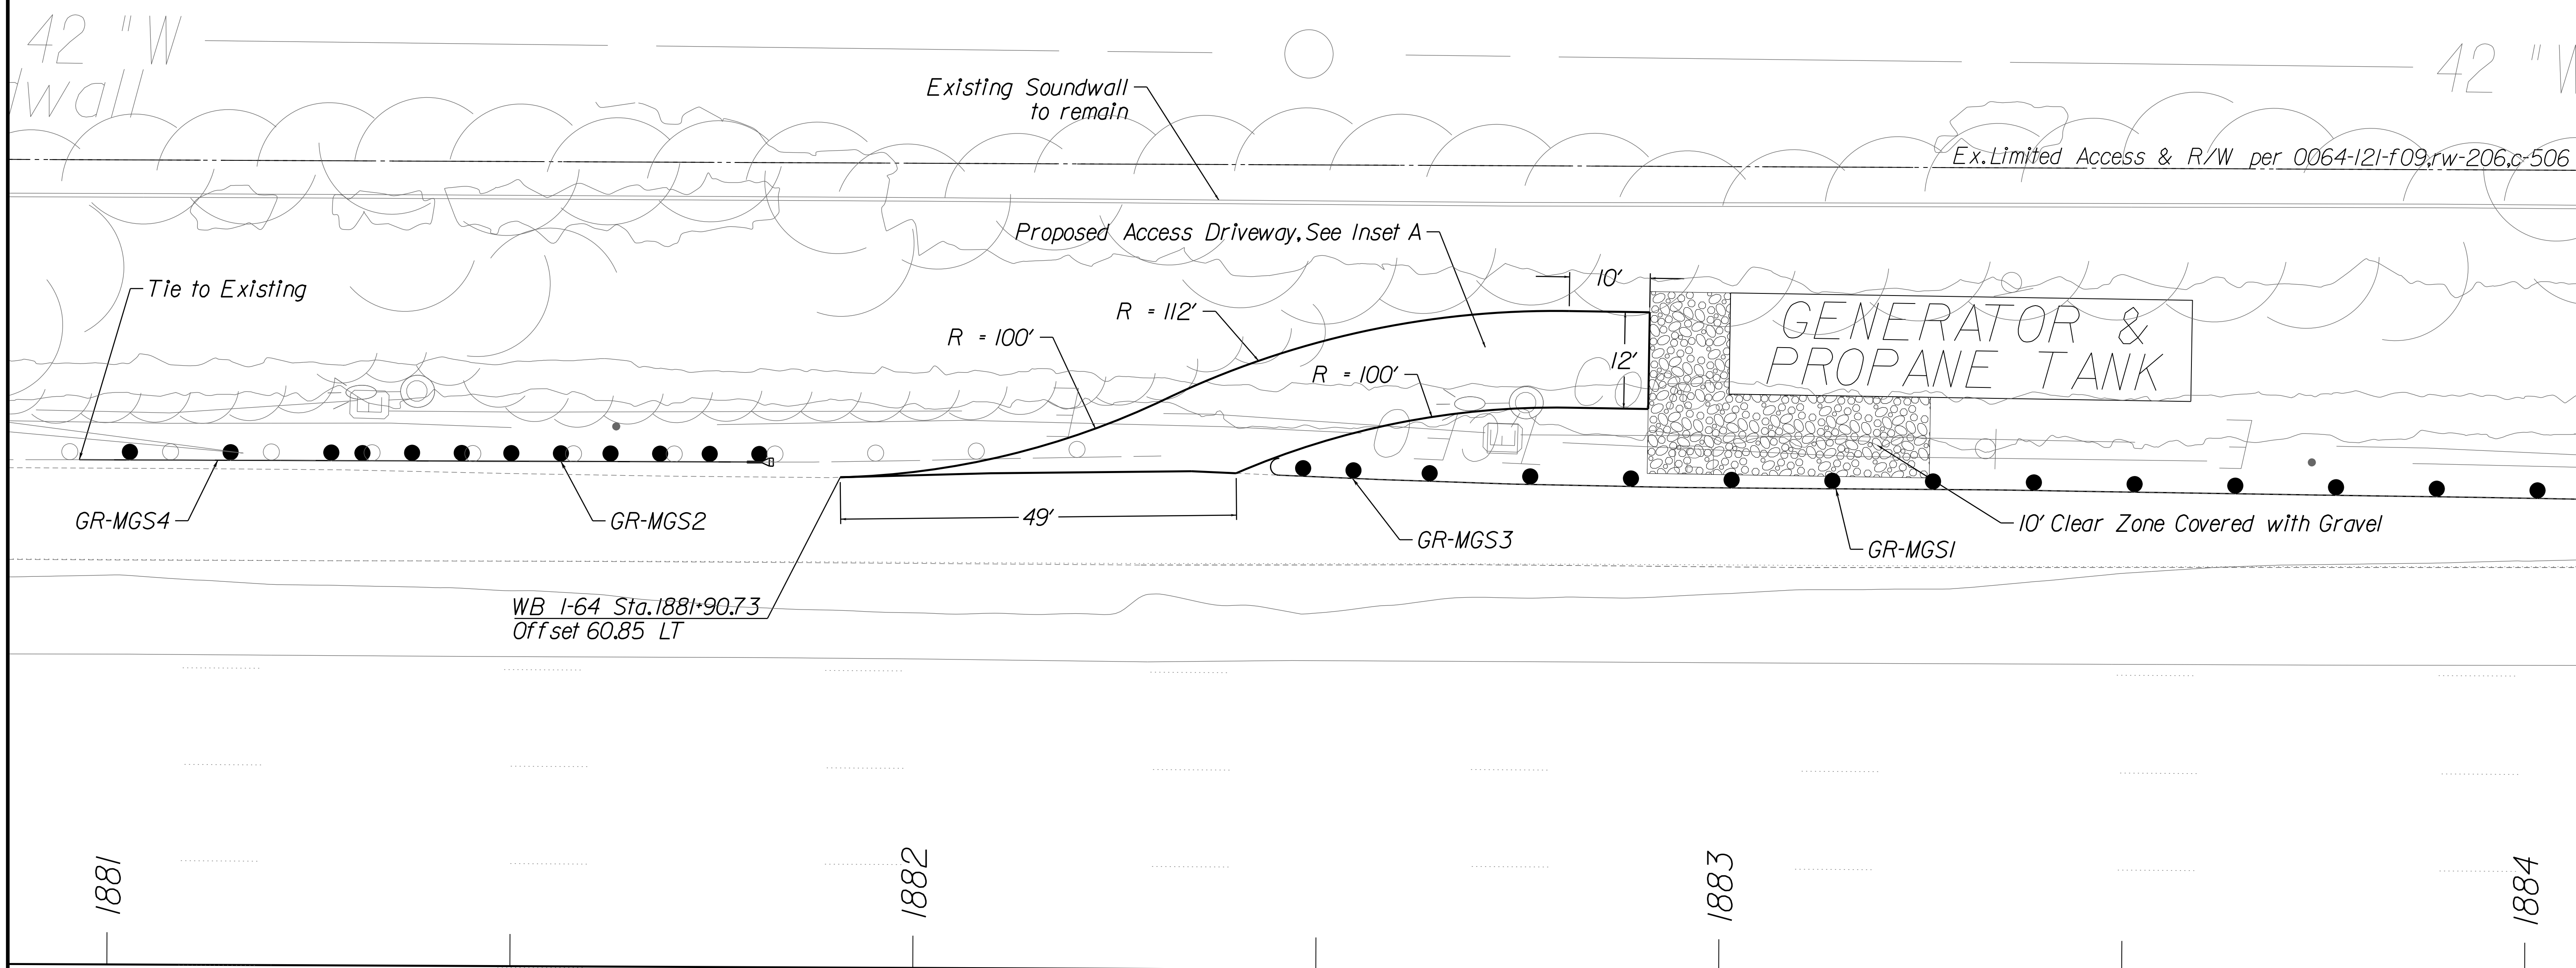 42 "W
42 "W
dwall
Existing Soundwall
to remain
Ex. Limited Access & R/W per 0064-121-f09,rw-206,c-506
Proposed Access Driveway, See Inset A
10'
Tie to Existing
R = 112'
R = 100'
R = 100'
12'
GENERATOR &
PROPANE TANK
CO
GR-MGS4
GR-MGS2
49'
GR-MGS3
GR-MGS1
10' Clear Zone Covered with Gravel
WB I-64 Sta. 1881+90.73
Offset 60.85 LT
1881
1882
1883
1884